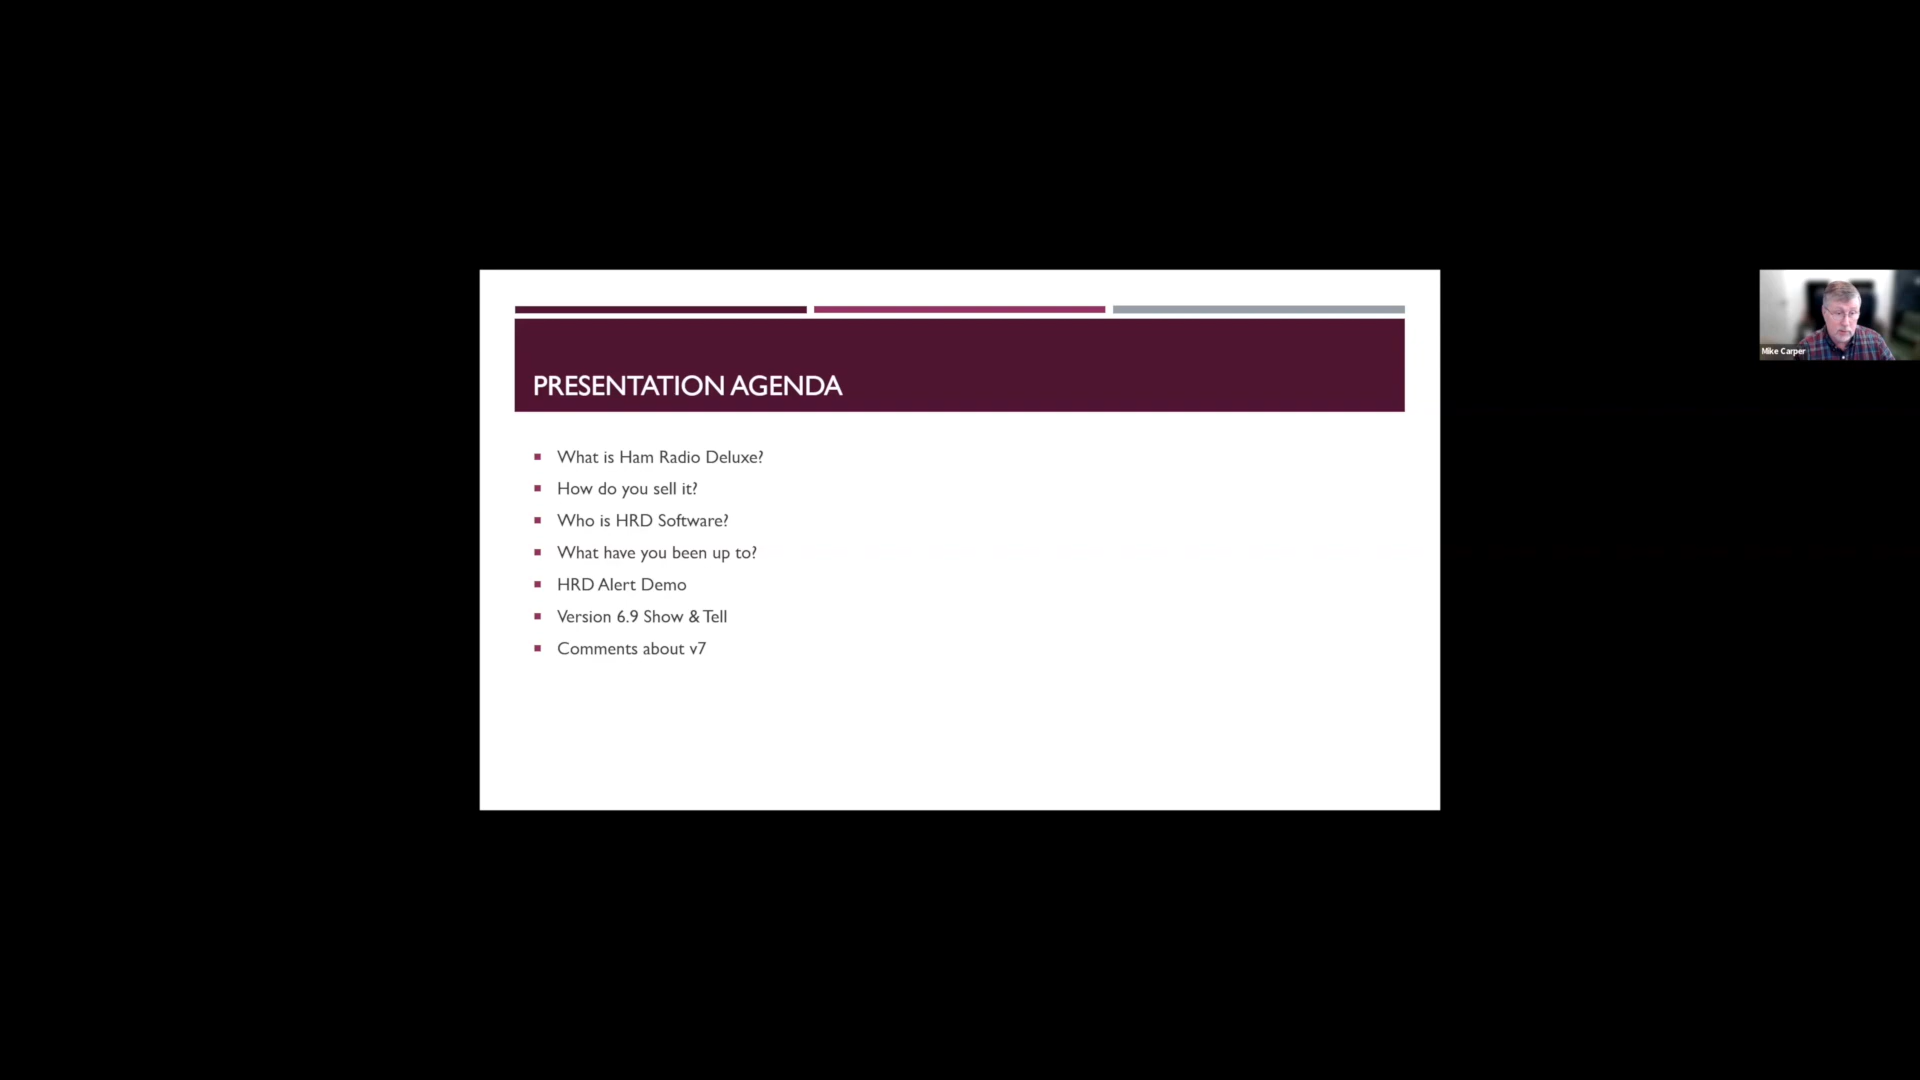 PRESENTATION AGENDA
What is Ham Radio Deluxe?
How do you sell it?
Who is HRD Software?
What have you been up to?
HRD Alert Demo
Version 6.9 Show & Tell
Comments about v7
Mike Carper